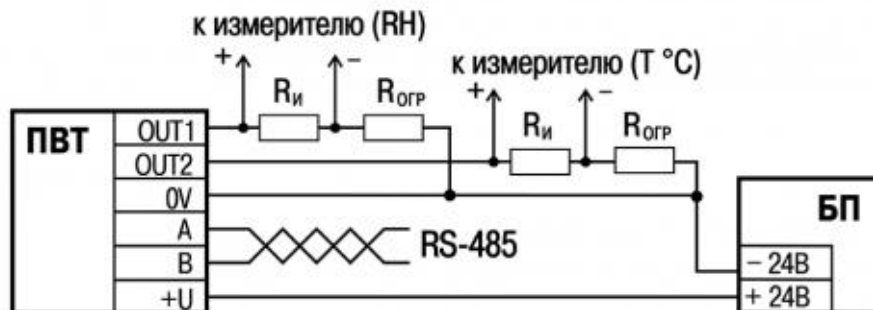 к измерителю (RH)
+ −
Rи Rогр
к измерителю (T °C)
+ −
Rи Rогр
ПВТ
OUT1
OUT2
0V
A
B
+U
RS-485
БП
− 24В
+ 24В